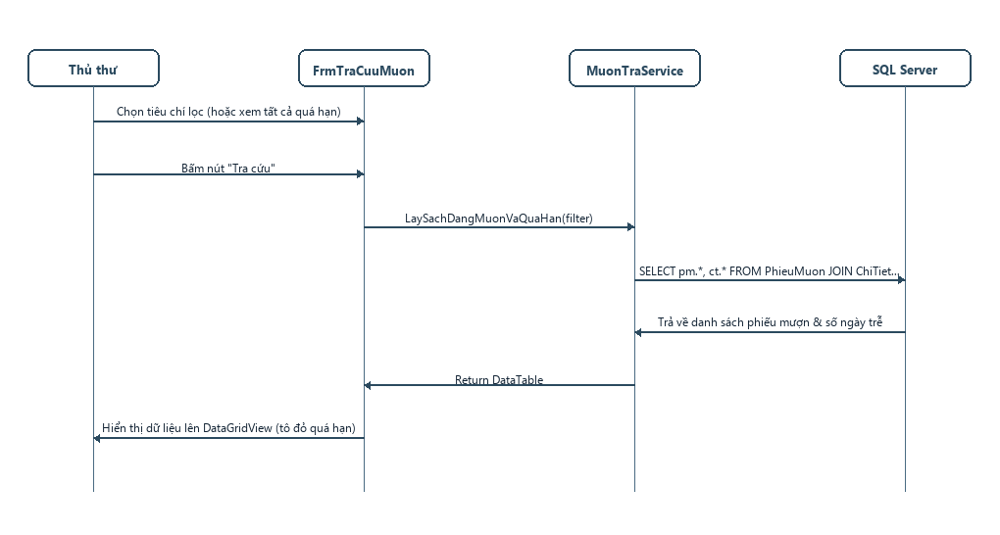 Thủ thư
FrmTraCuuMuon
MuonTraService
SQL Server
Chọn tiêu chí lọc (hoặc xem tất cả quá hạn)
Bấm nút "Tra cứu"
LaySachDangMuonVaQuaHan(filter)
SELECT pm.*, ct.* FROM PhieuMuon JOIN ChiTiet...
Trả về danh sách phiếu mượn & số ngày trễ
Return DataTable
Hiển thị dữ liệu lên DataGridView (tô đỏ quá hạn)